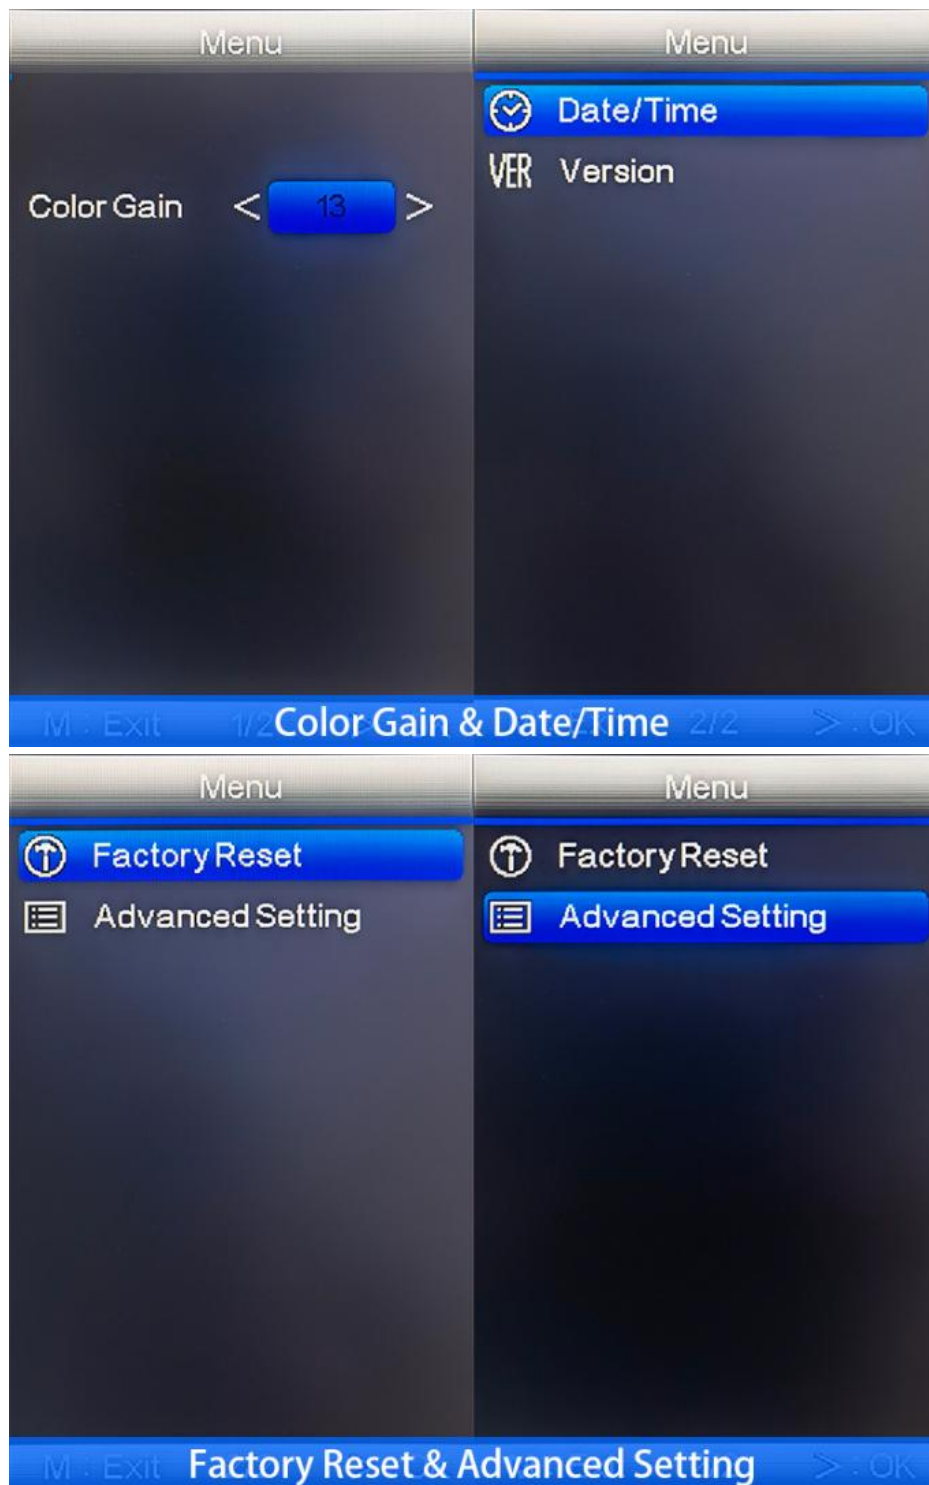 Menu
Color Gain < 13 >
Menu
Date/Time
VER Version
M : Exit 1/2 2/2 > : OK
Color Gain & Date/Time
Menu
Factory Reset
Advanced Setting
Menu
Factory Reset
Advanced Setting
M : Exit > : OK
Factory Reset & Advanced Setting